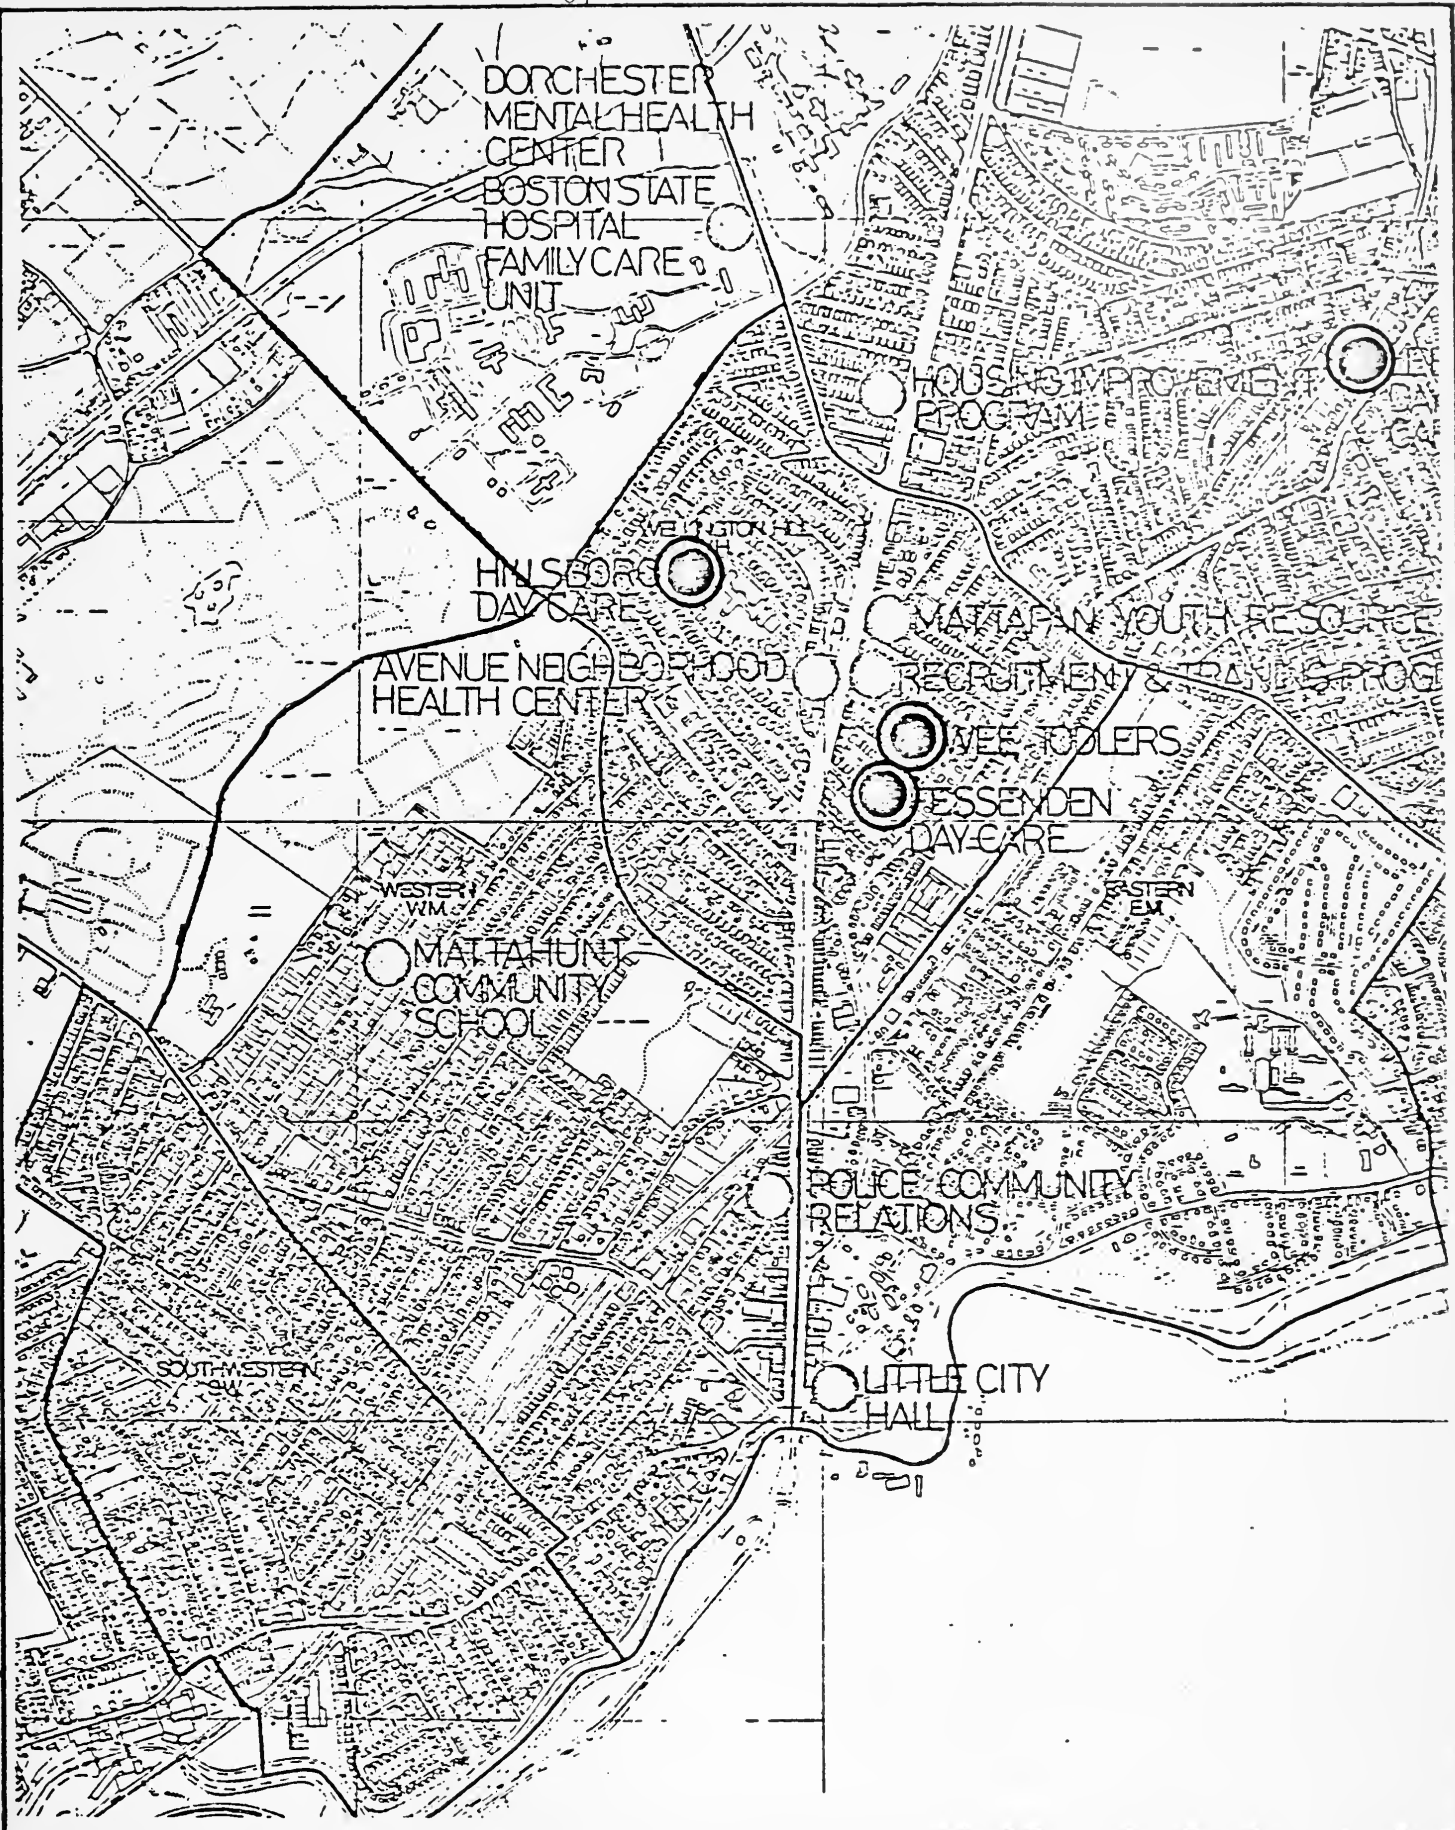 DORCHESTER
MENTAL HEALTH
CENTER
BOSTON STATE
HOSPITAL
FAMILY CARE
UNIT
HOUSING IMPROVEMENT
PROGRAM
WELLINGTON HILL
HILLSBORO
DAY CARE
MATTAPAN YOUTH RESOURCE
AVENUE NEIGHBORHOOD
HEALTH CENTER
RECRUITMENT &
WEE TODLERS
FESSENDEN
DAY CARE
WESTERN
W.M.
EASTERN
E.M.
MATTAHUNT
COMMUNITY
SCHOOL
POLICE COMMUNITY
RELATIONS
SOUTHWESTERN
S.W.
LITTLE CITY
HALL